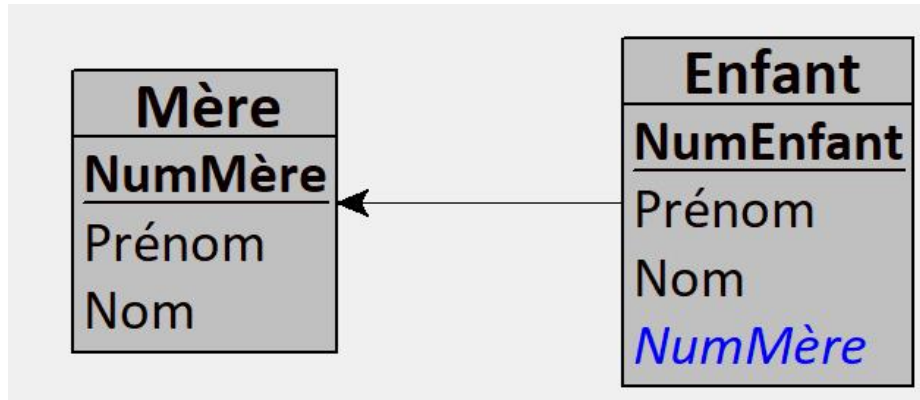 Mère
NumMère
Prénom
Nom
Enfant
NumEnfant
Prénom
Nom
NumMère